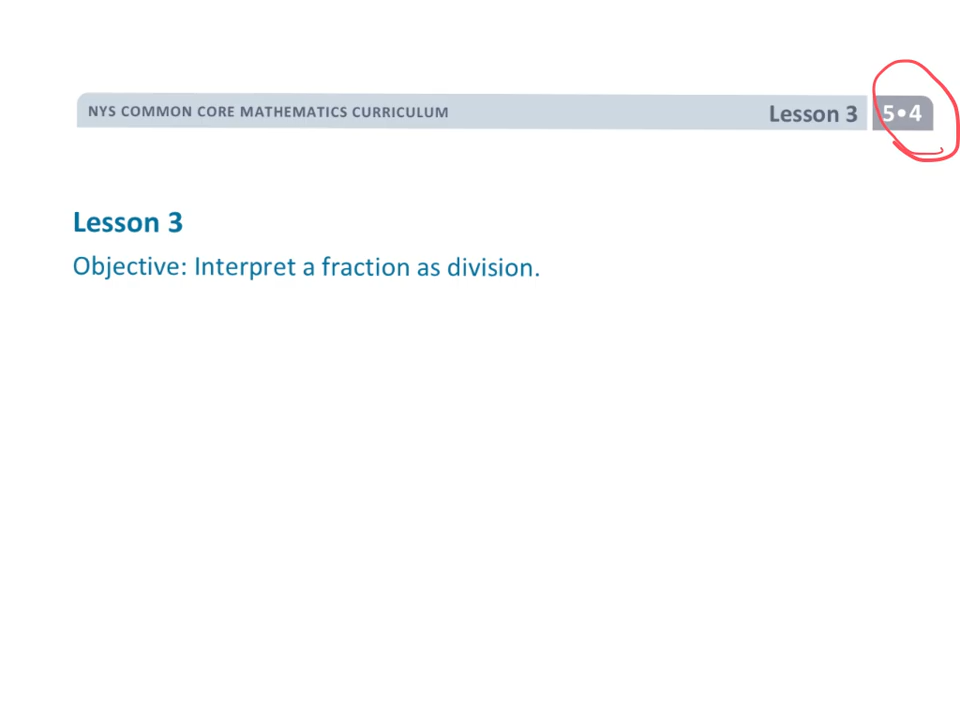 NYS COMMON CORE MATHEMATICS CURRICULUM Lesson 3 5•4
Lesson 3
Objective: Interpret a fraction as division.